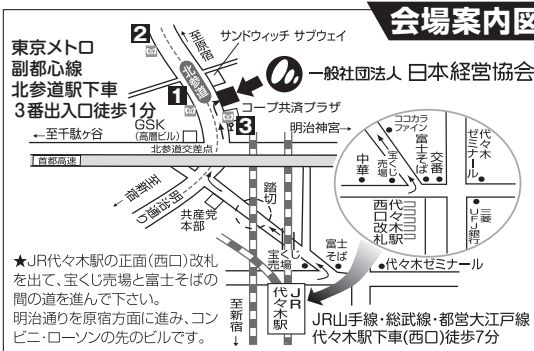 会場案内図
東京メトロ
副都心線
北参道駅下車
3番出入口徒歩1分
2
至原宿
サンドウィッチ サブウェイ
北参道
一般社団法人 日本経営協会
1
コープ共済プラザ
3
GSK
(高層ビル)
明治神宮
←至千駄ヶ谷
北参道交差点
首都高速
至新宿
明治通り
共産党
本部
踏切
宝くじ
売場
富士
そば
代々木ゼミナール
JR
代々木駅
至新宿
ココカラ
ファイン
中華
宝くじ
売場
富士そば
交番
代々木
ゼミナール
代々木駅
西口改札
三菱
UFJ銀行
★JR代々木駅の正面(西口)改札
を出て、宝くじ売場と富士そばの
間の道を進んで下さい。
明治通りを原宿方面に進み、コン
ビニ・ローソンの先のビルです。
JR山手線・総武線・都営大江戸線
代々木駅下車(西口)徒歩7分